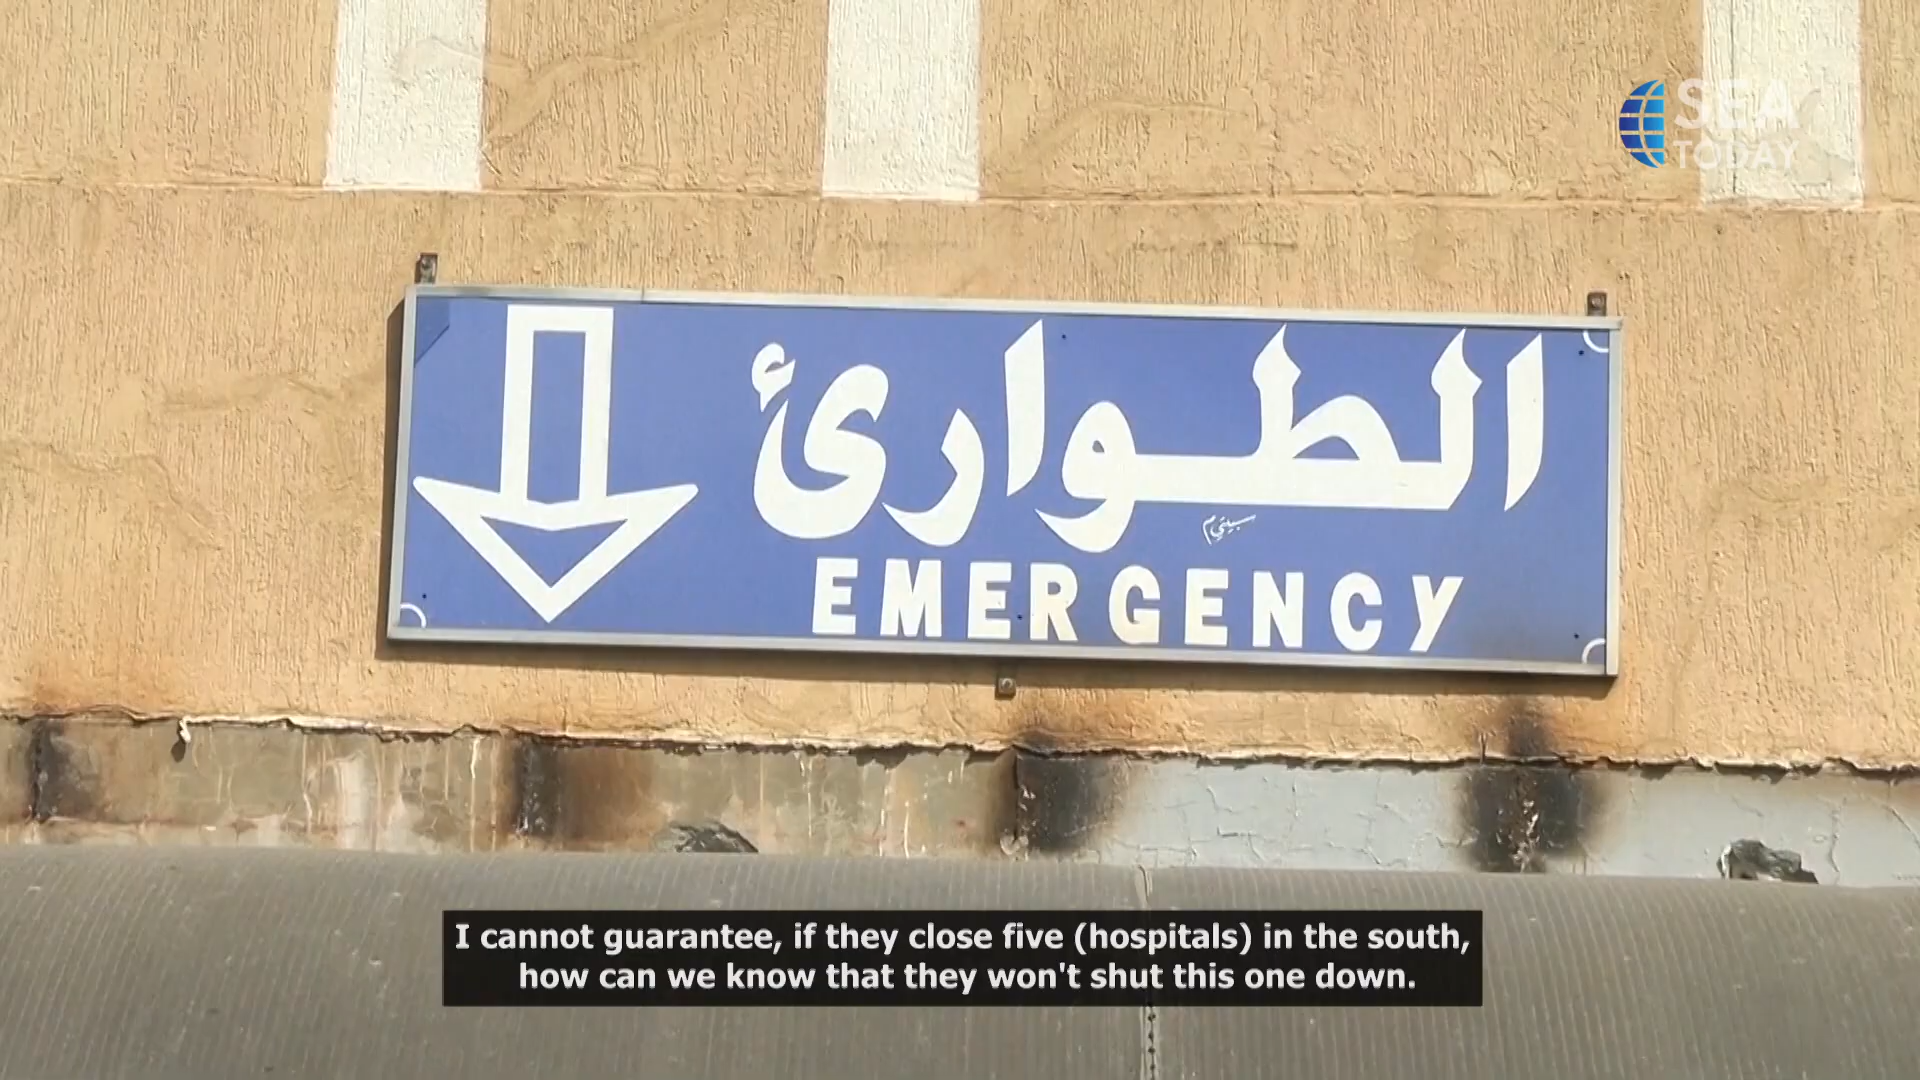 SEA
TODAY
الطوارئ
EMERGENCY
I cannot guarantee, if they close five (hospitals) in the south,
how can we know that they won't shut this one down.